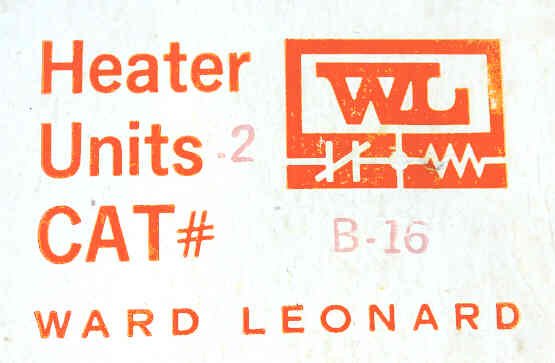 Heater
WL
Units -2
CAT# B-16
WARD LEONARD